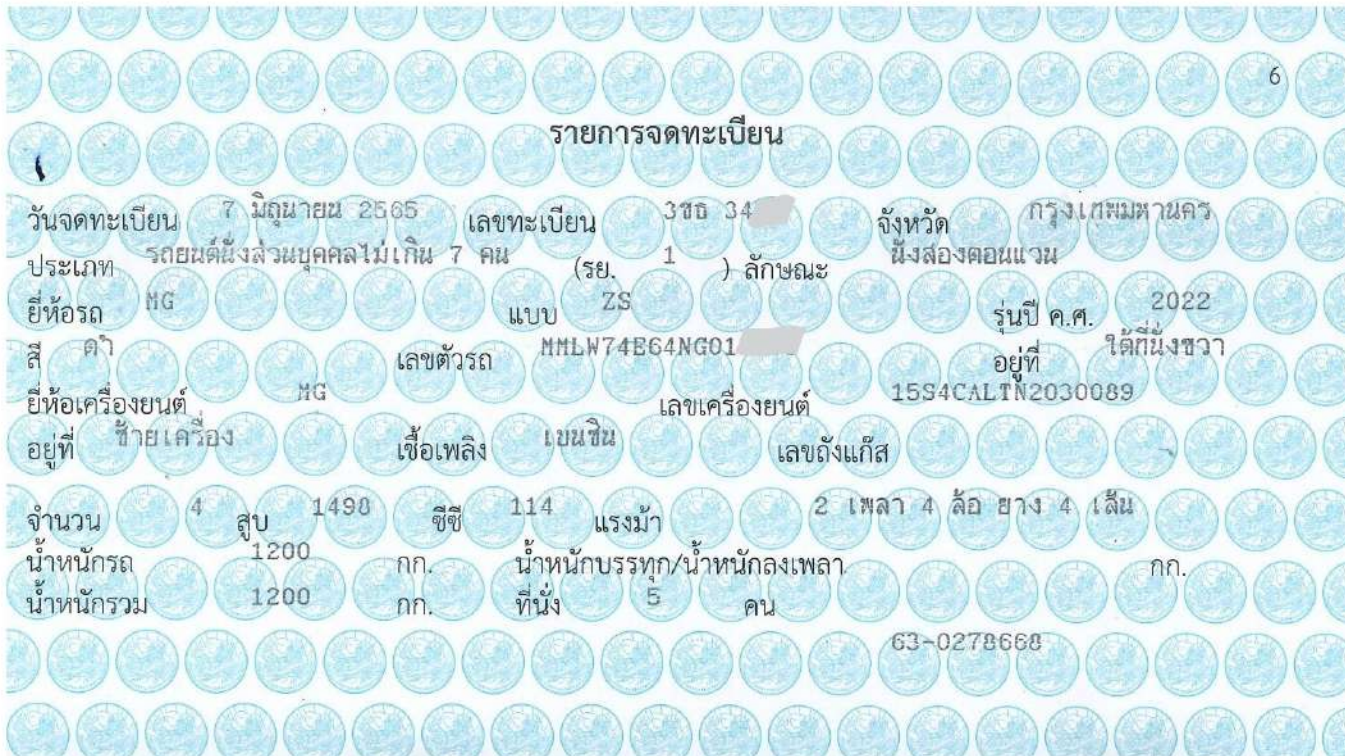 6
รายการจดทะเบียน
วันจดทะเบียน 7 มิถุนายน 2565 เลขทะเบียน 3ขธ 34 จังหวัด กรุงเทพมหานคร
ประเภท รถยนต์นั่งส่วนบุคคลไม่เกิน 7 คน (รย. 1 ) ลักษณะ นั่งสองตอนแวน
ยี่ห้อรถ MG แบบ ZS รุ่นปี ค.ศ. 2022
สี ดำ เลขตัวรถ MMLW74E64NG01 อยู่ที่ ใต้ที่นั่งขวา
ยี่ห้อเครื่องยนต์ MG เลขเครื่องยนต์ 15S4CALTN2030089
อยู่ที่ ซ้ายเครื่อง เชื้อเพลิง เบนซิน เลขถังแก๊ส
จำนวน 4 สูบ 1498 ซีซี 114 แรงม้า 2 เพลา 4 ล้อ ยาง 4 เส้น
น้ำหนักรถ 1200 กก. น้ำหนักบรรทุก/น้ำหนักลงเพลา กก.
น้ำหนักรวม 1200 กก. ที่นั่ง 5 คน
63-0278668